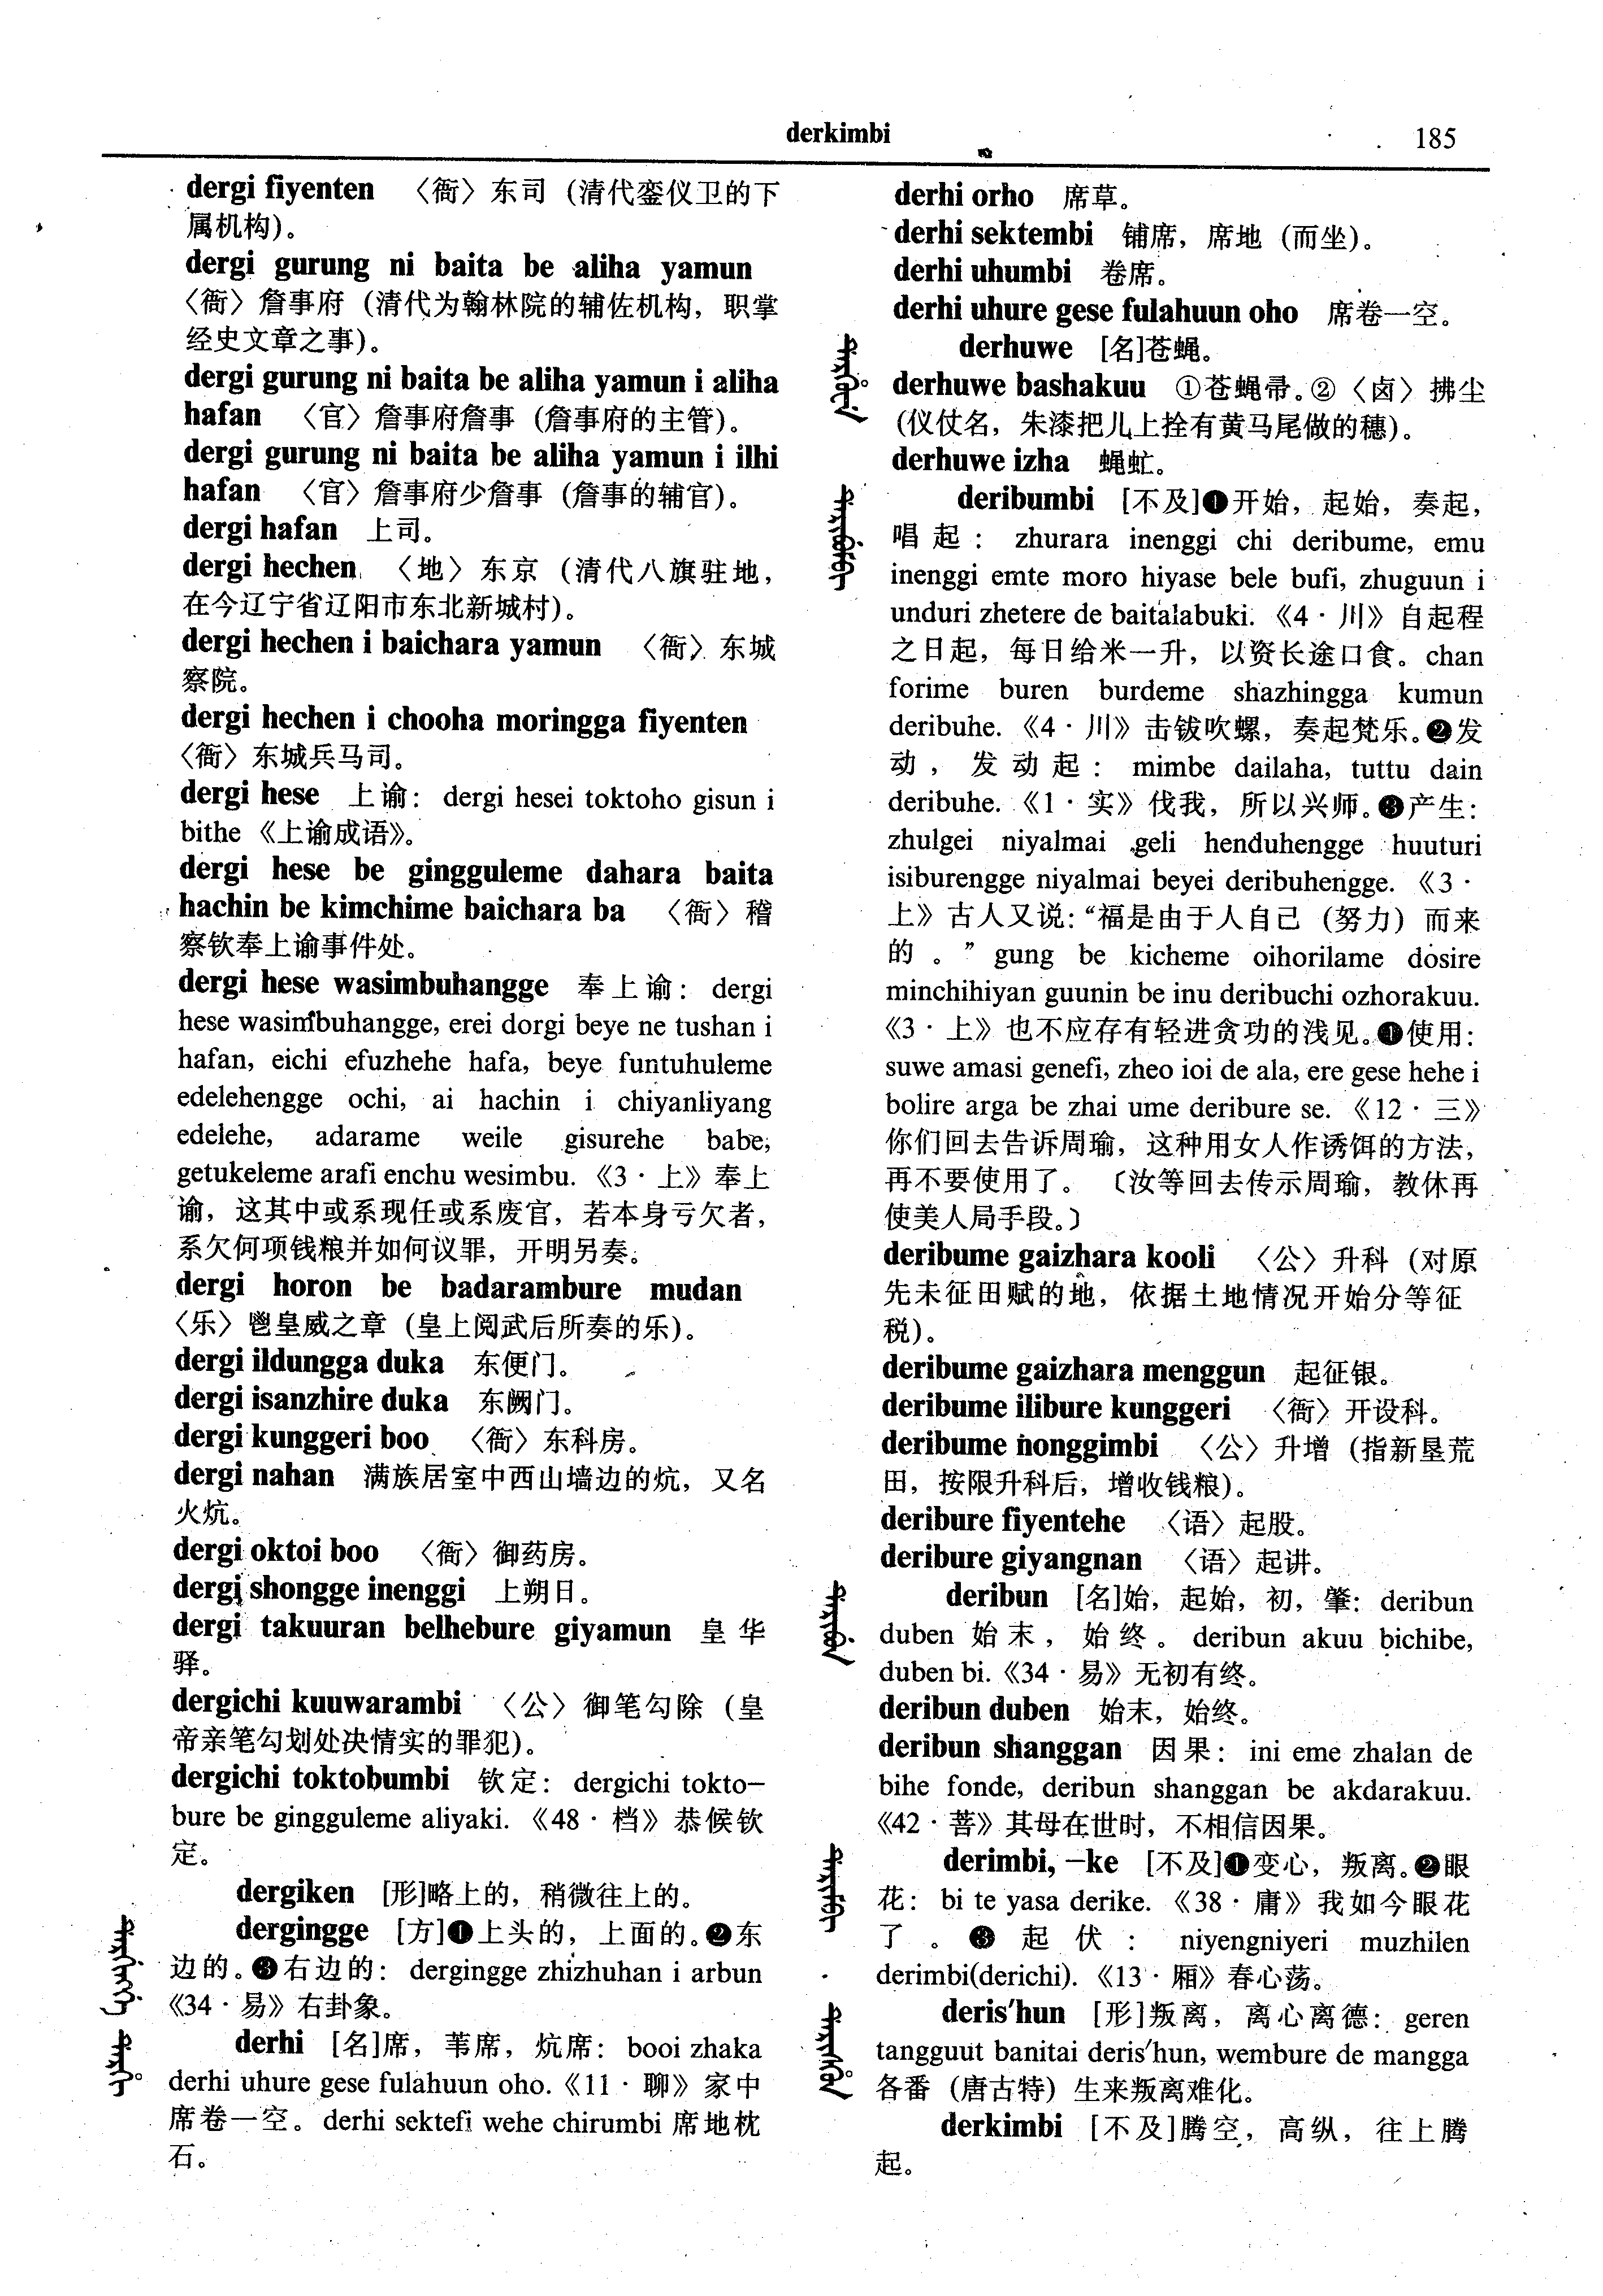 derkimbi
185
dergi fiyenten 〈衙〉东司 (清代銮仪卫的下
属机构)。
dergi gurung ni baita be aliha yamun
〈衙〉詹事府 (清代为翰林院的辅佐机构, 职掌
经史文章之事)。
dergi gurung ni baita be aliha yamun i aliha
hafan 〈官〉詹事府詹事 (詹事府的主管)。
dergi gurung ni baita be aliha yamun i ilhi
hafan 〈官〉詹事府少詹事 (詹事的辅官)。
dergi hafan 上司。
dergi hechen 〈地〉东京 (清代八旗驻地,
在今辽宁省辽阳市东北新城村)。
dergi hechen i baichara yamun 〈衙〉东城
察院。
dergi hechen i chooha moringga fiyenten
〈衙〉东城兵马司。
dergi hese 上谕: dergi hesei toktoho gisun i
bithe《上谕成语》。
dergi hese be gingguleme dahara baita
hachin be kimchime baichara ba 〈衙〉稽
察钦奉上谕事件处。
dergi hese wasimbuhangge 奉上谕: dergi
hese wasimbuhangge, erei dorgi beye ne tushan i
hafan, eichi efuzhehe hafa, beye funtuhuleme
edelehengge ochi, ai hachin i chiyanliyang
edelehe, adarame weile gisurehe babe,
getukeleme arafi enchu wesimbu.《3·上》奉上
谕, 这其中或系现任或系废官, 若本身亏欠者,
系欠何项钱粮并如何议罪, 开明另奏。
dergi horon be badarambure mudan
〈乐〉鬯皇威之章 (皇上阅武后所奏的乐)。
dergi ildungga duka 东便门。
dergi isanzhire duka 东阙门。
dergi kunggeri boo 〈衙〉东科房。
dergi nahan 满族居室中西山墙边的炕, 又名
火炕。
dergi oktoi boo 〈衙〉御药房。
dergi shongge inenggi 上朔日。
dergi takuuran belhebure giyamun 皇华
驿。
dergichi kuuwarambi 〈公〉御笔勾除 (皇
帝亲笔勾划处决情实的罪犯)。
dergichi toktobumbi 钦定: dergichi tokto-
bure be gingguleme aliyaki.《48·档》恭候钦
定。
dergiken [形]略上的, 稍微往上的。
dergingge [方]❶上头的, 上面的。❷东
边的。❸右边的: dergingge zhizhuhan i arbun
《34·易》右卦象。
derhi [名]席, 苇席, 炕席: booi zhaka
derhi uhure gese fulahuun oho.《11·聊》家中
席卷一空。derhi sektefi wehe chirumbi 席地枕
石。
derhi orho 席草。
derhi sektembi 铺席, 席地 (而坐)。
derhi uhumbi 卷席。
derhi uhure gese fulahuun oho 席卷一空。
derhuwe [名]苍蝇。
derhuwe bashakuu ①苍蝇帚。②〈卤〉拂尘
(仪仗名, 朱漆把儿上拴有黄马尾做的穗)。
derhuwe izha 蝇虻。
deribumbi [不及]❶开始, 起始, 奏起,
唱起: zhurara inenggi chi deribume, emu
inenggi emte moro hiyase bele bufi, zhuguun i
unduri zhetere de baitalabuki.《4·川》自起程
之日起, 每日给米一升, 以资长途口食。chan
forime buren burdeme shazhingga kumun
deribuhe.《4·川》击钹吹螺, 奏起梵乐。❷发
动, 发动起: mimbe dailaha, tuttu dain
deribuhe.《1·实》伐我, 所以兴师。❸产生:
zhulgei niyalmai geli henduhengge huuturi
isiburengge niyalmai beyei deribuhengge.《3·
上》古人又说:“福是由于人自己 (努力) 而来
的。” gung be kicheme oihorilame dosire
minchihiyan guunin be inu deribuchi ozhorakuu.
《3·上》也不应存有轻进贪功的浅见。❹使用:
suwe amasi genefi, zheo ioi de ala, ere gese hehe i
bolire arga be zhai ume deribure se.《12·三》
你们回去告诉周瑜, 这种用女人作诱饵的方法,
再不要使用了。〔汝等回去传示周瑜, 教休再
使美人局手段。〕
deribume gaizhara kooli 〈公〉升科 (对原
先未征田赋的地, 依据土地情况开始分等征
税)。
deribume gaizhara menggun 起征银。
deribume ilibure kunggeri 〈衙〉开设科。
deribume nonggimbi 〈公〉升增 (指新垦荒
田, 按限升科后, 增收钱粮)。
deribure fiyentehe 〈语〉起股。
deribure giyangnan 〈语〉起讲。
deribun [名]始, 起始, 初, 肇: deribun
duben 始末, 始终。deribun akuu bichibe,
duben bi.《34·易》无初有终。
deribun duben 始末, 始终。
deribun shanggan 因果: ini eme zhalan de
bihe fonde, deribun shanggan be akdarakuu.
《42·菩》其母在世时, 不相信因果。
derimbi, -ke [不及]❶变心, 叛离。❷眼
花: bi te yasa derike.《38·庸》我如今眼花
了。❸起伏: niyengniyeri muzhilen
derimbi(derichi).《13·厢》春心荡。
deris'hun [形]叛离, 离心离德: geren
tangguut banitai deris'hun, wembure de mangga
各番 (唐古特) 生来叛离难化。
derkimbi [不及]腾空, 高纵, 往上腾
起。